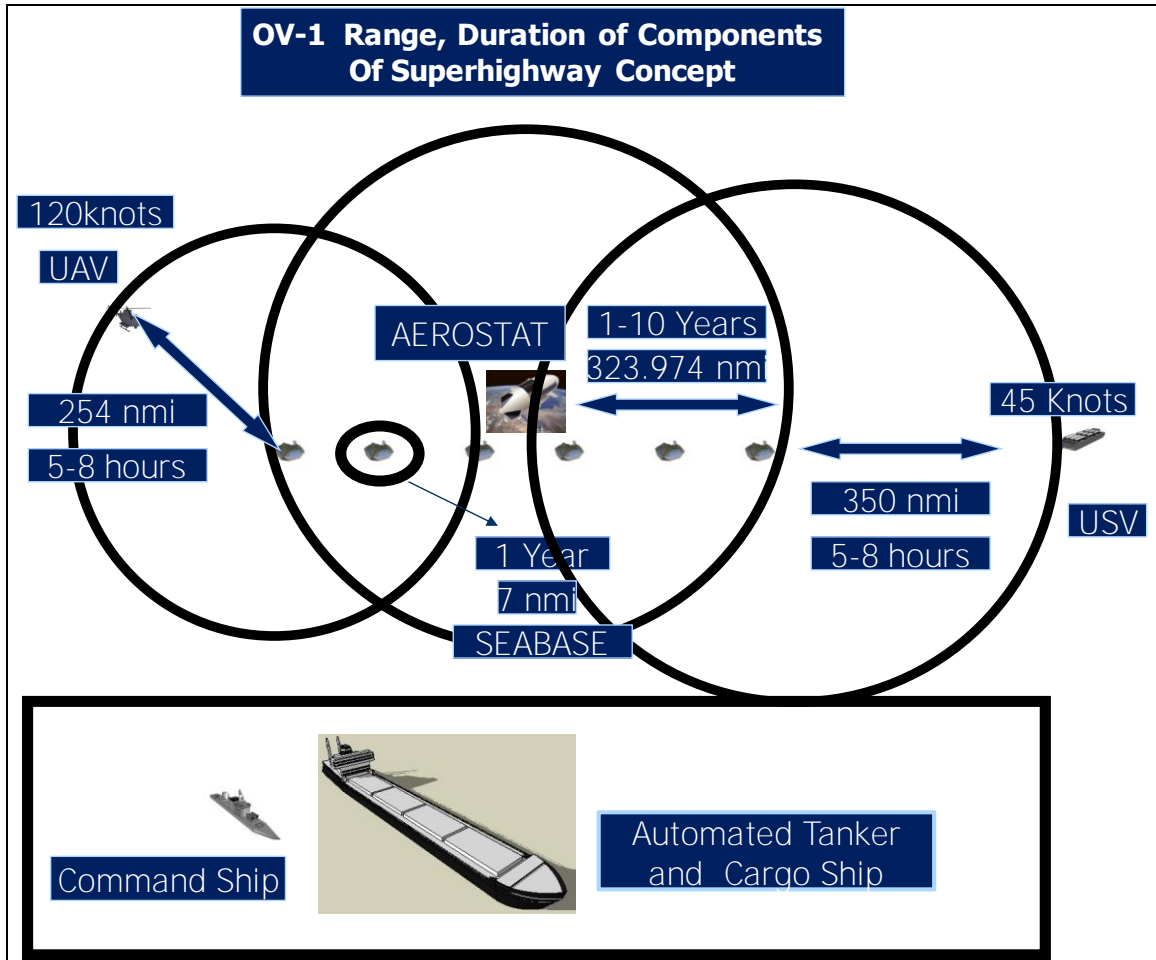 OV-1 Range, Duration of Components
Of Superhighway Concept
120knots
UAV
254 nmi
5-8 hours
AEROSTAT
1-10 Years
323.974 nmi
45 Knots
350 nmi
5-8 hours
USV
1 Year
7 nmi
SEABASE
Command Ship
Automated Tanker
and Cargo Ship